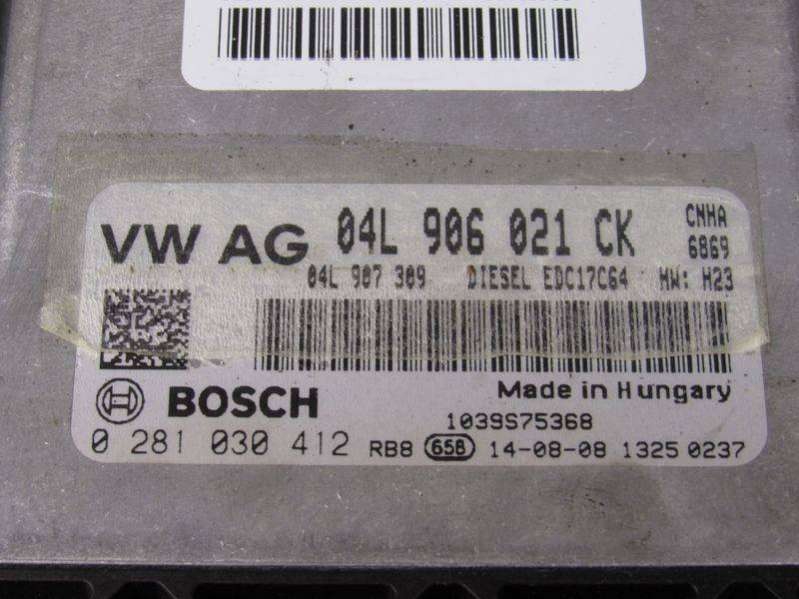 VW AG 04L 906 021 CK CNHA
6869
04L 907 309 DIESEL EDC17C64 HW: H23
BOSCH Made in Hungary
1039S75368
0 281 030 412 RB8 65B 14-08-08 1325 0237